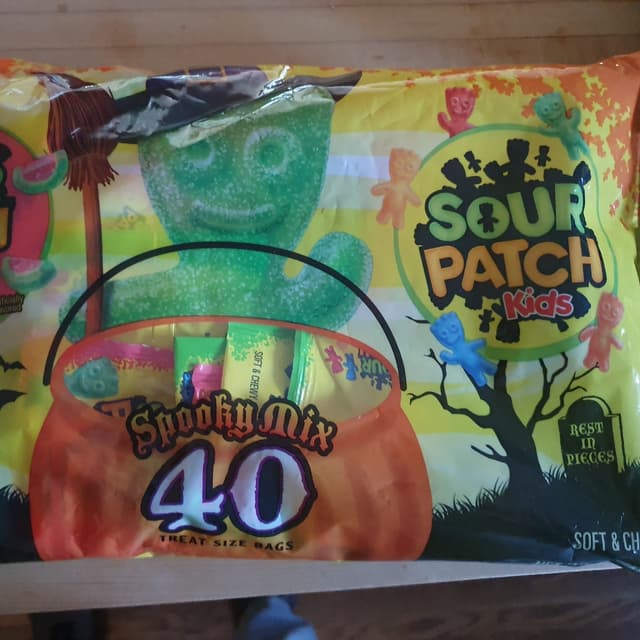 SOUR
PATCH
Kids
SOFT & CHEWY
Spooky Mix
40
TREAT SIZE BAGS
REST
IN
PIECES
SOFT & CH